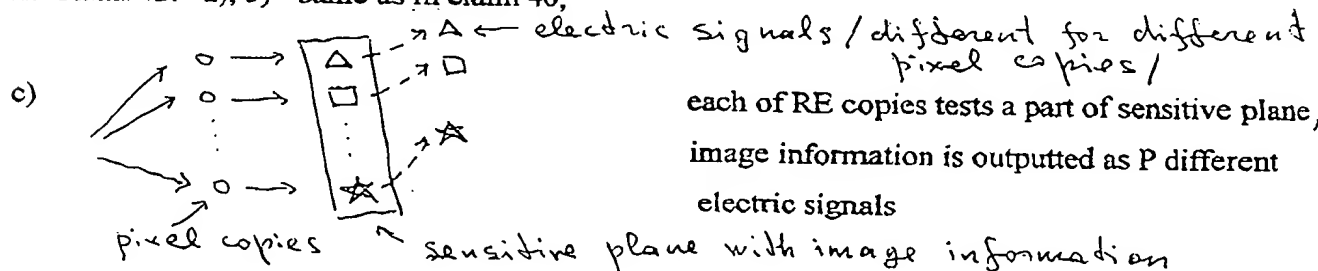 same as in claim 40,
← electric signals / different for different
pixel copies /
c)
each of RE copies tests a part of sensitive plane,
image information is outputted as P different
electric signals
pixel copies
sensitive plane with image information